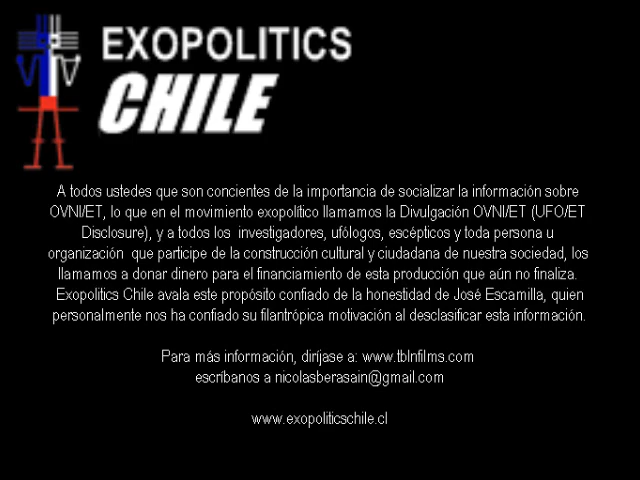 EXOPOLITICS
CHILE
A todos ustedes que son concientes de la importancia de socializar la información sobre
OVNI/ET, lo que en el movimiento exopolítico llamamos la Divulgación OVNI/ET (UFO/ET
Disclosure), y a todos los investigadores, ufólogos, escépticos y toda persona u
organización que participe de la construcción cultural y ciudadana de nuestra sociedad, los
llamamos a donar dinero para el financiamiento de esta producción que aún no finaliza.
Exopolitics Chile avala este propósito confiado de la honestidad de José Escamilla, quien
personalmente nos ha confiado su filantrópica motivación al desclasificar esta información.
Para más información, diríjase a: www.tblnfilms.com
escríbanos a nicolasberasain@gmail.com
www.exopoliticschile.cl